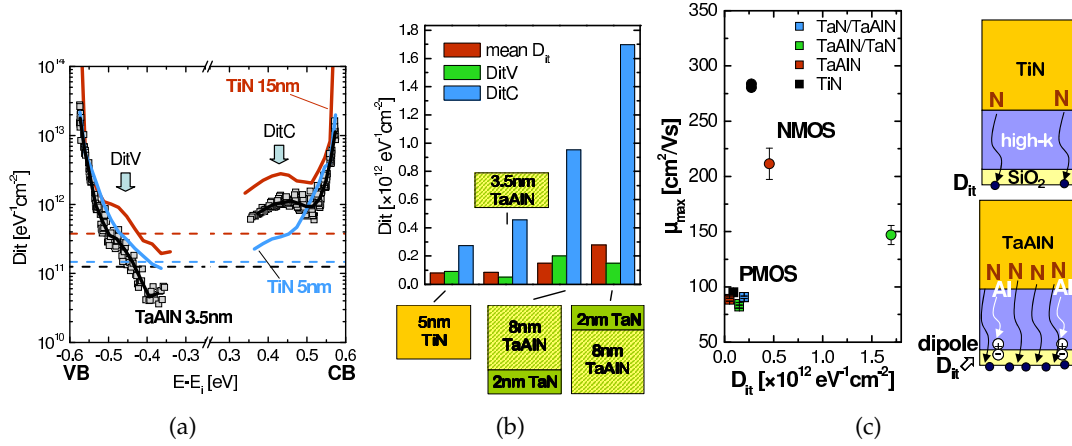 10¹⁴
10¹³
10¹²
10¹¹
10¹⁰
Dit [eV⁻¹cm⁻²]
TiN 15nm
DitC
DitV
TiN 5nm
TaAlN 3.5nm
-0.6 -0.5 -0.4 -0.3 0.3 0.4 0.5 0.6
VB E-Eᵢ [eV] CB
(a)
1.8
1.6
1.4
1.2
1.0
0.8
0.6
0.4
0.2
0.0
Dit [×10¹² eV⁻¹cm⁻²]
mean Dᵢₜ
DitV
DitC
3.5nm
TaAlN
5nm
TiN
8nm
TaAlN
2nm TaN
2nm TaN
8nm
TaAlN
(b)
350
300
250
200
150
100
50
μₘₐₓ [cm²/Vs]
TaN/TaAlN
TaAlN/TaN
TaAlN
TiN
NMOS
PMOS
0.0 0.5 1.0 1.5
Dᵢₜ [×10¹² eV⁻¹cm⁻²]
(c)
TiN
N N
high-k
SiO₂
Dᵢₜ
TaAlN
N N N N
Al Al
dipole
Dᵢₜ
+ +
− −